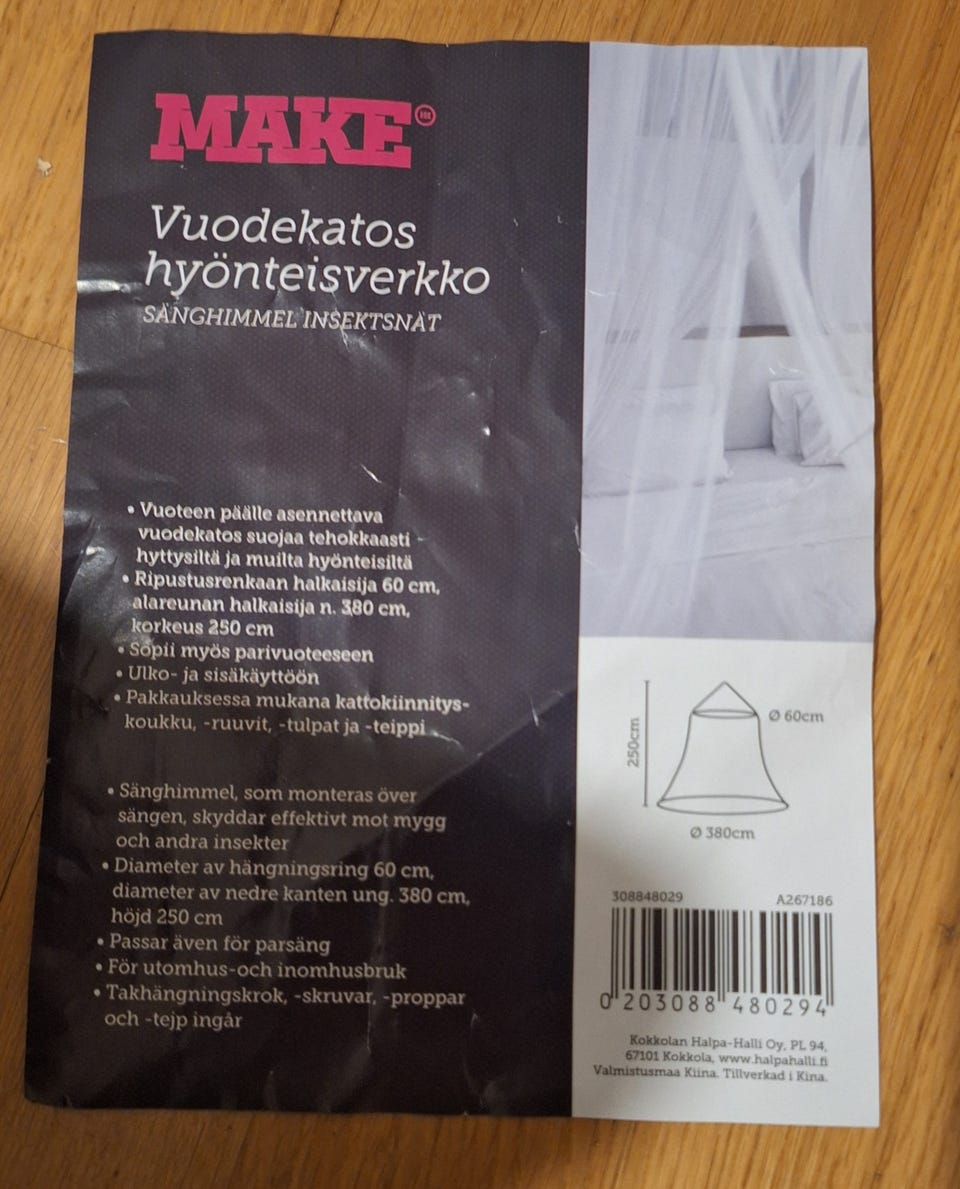 MAKE
Vuodekatos
hyönteisverkko
SÄNGHIMMEL INSEKTSNÄT
• Vuoteen päälle asennettava
vuodekatos suojaa tehokkaasti
hyttysiltä ja muilta hyönteisiltä
• Ripustusrenkaan halkaisija 60 cm,
alareunan halkaisija n. 380 cm,
korkeus 250 cm
• Sopii myös parivuoteeseen
• Ulko- ja sisäkäyttöön
• Pakkauksessa mukana kattokiinnitys-
koukku, -ruuvit, -tulpat ja -teippi
• Sänghimmel, som monteras över
sängen, skyddar effektivt mot mygg
och andra insekter
• Diameter av hängningsring 60 cm,
diameter av nedre kanten ung. 380 cm,
höjd 250 cm
• Passar även för parsäng
• För utomhus-och inomhusbruk
• Takhängningskrok, -skruvar, -proppar
och -tejp ingår
Ø 60cm
250cm
Ø 380cm
308848029 A267186
0 203088 480294
Kokkolan Halpa-Halli Oy, PL 94,
67101 Kokkola, www.halpahalli.fi
Valmistusmaa Kiina. Tillverkad i Kina.